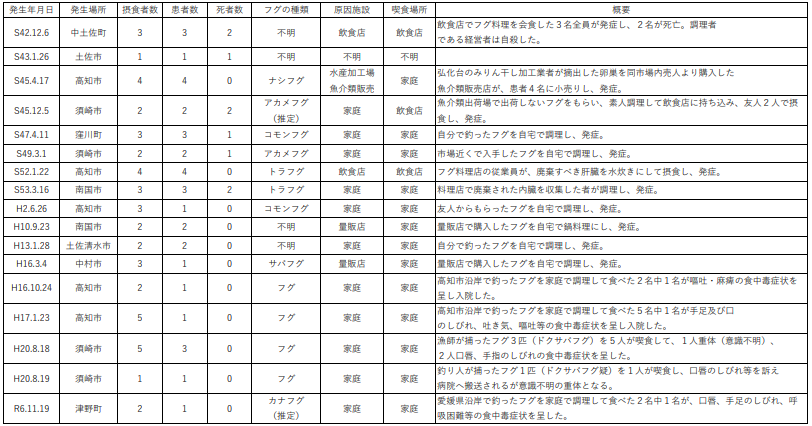 発生年月日 発生場所 摂食者数 患者数 死者数 フグの種類 原因施設 喫食場所 概要
S42.12.6 中土佐町 3 3 2 不明 飲食店 飲食店 飲食店でフグ料理を会食した３名全員が発症し、２名が死亡。調理者
である経営者は自殺した。
S43.1.26 土佐市 1 1 1 不明 不明 不明
S45.4.17 高知市 4 4 0 ナシフグ 水産加工場 魚介類販売 家庭 弘化台のみりん干し加工業者が摘出した卵巣を同市場内売人より購入した
魚介類販売店が、患者４名に小売りし、発症。
S45.12.5 須崎市 2 2 2 アカメフグ （推定） 家庭 飲食店 魚介類出荷場で出荷しないフグをもらい、素人調理して飲食店に持ち込み、友人２人で摂
食し、発症。
S47.4.11 窪川町 3 3 1 コモンフグ 家庭 家庭 自分で釣ったフグを自宅で調理し、発症。
S49.3.1 須崎市 2 2 1 アカメフグ 家庭 家庭 市場近くで入手したフグを自宅で調理し、発症。
S52.1.22 高知市 4 4 0 トラフグ 飲食店 飲食店 フグ料理店の従業員が、廃棄すべき肝臓を水炊きにして摂食し、発症。
S53.3.16 南国市 3 3 2 トラフグ 家庭 家庭 料理店で廃棄された内臓を収集した者が調理し、発症。
H2.6.26 高知市 3 1 0 コモンフグ 家庭 家庭 友人からもらったフグを自宅で調理し、発症。
H10.9.23 南国市 2 2 0 不明 量販店 家庭 量販店で購入したフグを自宅で鍋料理にし、発症。
H13.1.28 土佐清水市 2 2 0 不明 家庭 家庭 自分で釣ったフグを自宅で調理し、発症。
H16.3.4 中村市 3 1 0 サバフグ 量販店 家庭 量販店で購入したフグを自宅で調理し、発症。
H16.10.24 高知市 2 1 0 フグ 家庭 家庭 高知市沿岸で釣ったフグを家庭で調理して食べた２名中１名が嘔吐・麻痺の食中毒症状を
呈し入院した。
H17.1.23 高知市 5 1 0 フグ 家庭 家庭 高知市沿岸で釣ったフグを家庭で調理して食べた５名中１名が手足及び口
のしびれ、吐き気、嘔吐等の食中毒症状を呈し入院した。
H20.8.18 須崎市 5 3 0 フグ 家庭 家庭 漁師が捕ったフグ３匹（ドクサバフグ）を５人が喫食して、１人重体（意識不明）、
２人口唇、手指のしびれの食中毒症状を呈した。
H20.8.19 須崎市 1 1 0 フグ 家庭 家庭 釣り人が捕ったフグ１匹（ドクサバフグ疑）を１人が喫食し、口唇のしびれ等を訴え
病院へ搬送されるが意識不明の重体となる。
R6.11.19 津野町 2 1 0 カナフグ （推定） 家庭 家庭 愛媛県沿岸で釣ったフグを家庭で調理して食べた２名中１名が、口唇、手足のしびれ、呼
吸困難等の食中毒症状を呈した。